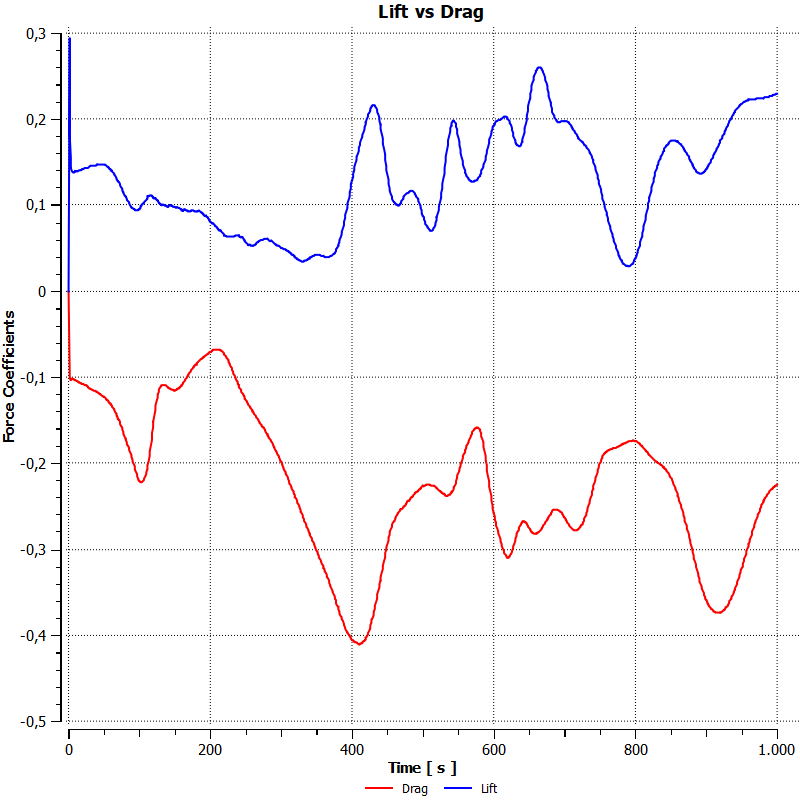 Lift vs Drag
0,3
0,2
0,1
0
-0,1
-0,2
-0,3
-0,4
-0,5
Force Coefficients
0 200 400 600 800 1.000
Time [ s ]
Drag Lift